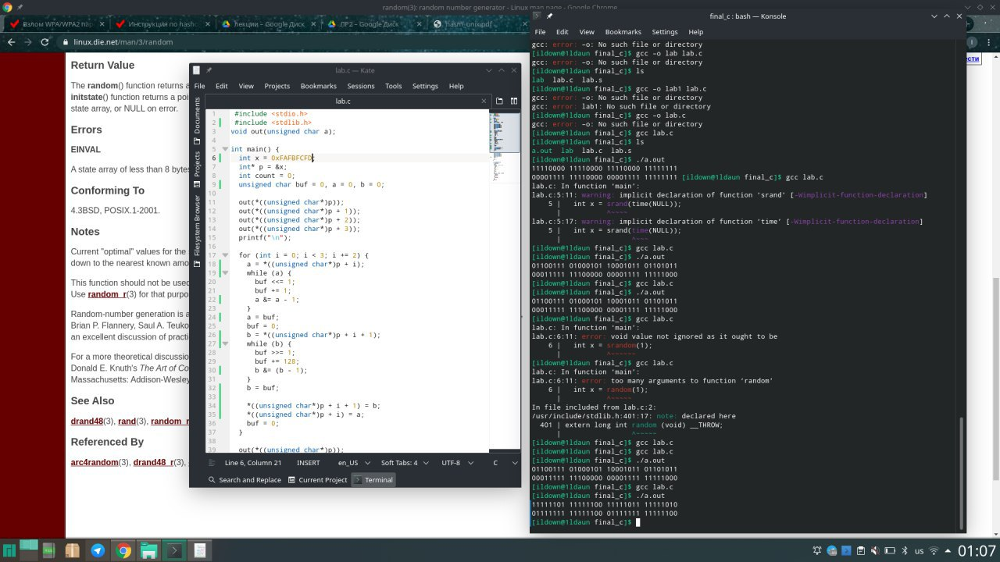 random(3): random number generator - Linux man page - Google Chrome
Взлом WPA/WPA2 пар
Инструкция по hashc
лекции – Google Диск
ЛР2 – Google Диск
nasm_unix.pdf
linux.die.net/man/3/random
Return Value
The random() function returns a
initstate() function returns a poi
state array, or NULL on error.
Errors
EINVAL
A state array of less than 8 bytes
Conforming To
4.3BSD, POSIX.1-2001.
Notes
Current "optimal" values for the
down to the nearest known amo
This function should not be used
Use random_r(3) for that purpo
Random-number generation is a
Brian P. Flannery, Saul A. Teuko
an excellent discussion of practi
For a more theoretical discussio
Donald E. Knuth's The Art of Co
Massachusetts: Addison-Wesley
See Also
drand48(3), rand(3), random_r
Referenced By
arc4random(3), drand48_r(3),
ести
lab.c — Kate
File Edit View Projects Bookmarks Sessions Tools Settings Help
lab.c
Documents
Projects
Filesystem Browser
1 #include <stdio.h>
2 #include <stdlib.h>
3 void out(unsigned char a);
4
5 int main() {
6 int x = 0xFAFBFCFD;
7 int* p = &x;
8 int count = 0;
9 unsigned char buf = 0, a = 0, b = 0;
10
11 out(*((unsigned char*)p));
12 out(*((unsigned char*)p + 1));
13 out(*((unsigned char*)p + 2));
14 out(*((unsigned char*)p + 3));
15 printf("\n");
16
17 for (int i = 0; i < 3; i += 2) {
18 a = *((unsigned char*)p + i);
19 while (a) {
20 buf <<= 1;
21 buf += 1;
22 a &= a - 1;
23 }
24 a = buf;
25 buf = 0;
26 b = *((unsigned char*)p + i + 1);
27 while (b) {
28 buf >>= 1;
29 buf += 128;
30 b &= (b - 1);
31 }
32 b = buf;
33
34 *((unsigned char*)p + i + 1) = b;
35 *((unsigned char*)p + i) = a;
36 buf = 0;
37 }
38
39 out(*((unsigned char*)p));
Line 6, Column 21 INSERT en_US Soft Tabs: 4 UTF-8 C
Search and Replace Current Project Terminal
final_c : bash — Konsole
File Edit View Bookmarks Settings Help
gcc: error: –o: No such file or directory
[ildown@1ldaun final_c]$ gcc –o lab lab.c
gcc: error: –o: No such file or directory
[ildown@1ldaun final_c]$ ls
lab lab.c lab.s
[ildown@1ldaun final_c]$ gcc –o lab1 lab.c
gcc: error: –o: No such file or directory
gcc: error: lab1: No such file or directory
[ildown@1ldaun final_c]$ gcc –o lab.c
gcc: error: –o: No such file or directory
[ildown@1ldaun final_c]$ gcc lab.c
[ildown@1ldaun final_c]$ ls
a.out lab lab.c lab.s
[ildown@1ldaun final_c]$ ./a.out
11110000 11110000 11110000 11111111
00001111 11110000 00001111 11111111 [ildown@1ldaun final_c]$ gcc lab.c
lab.c: In function ‘main’:
lab.c:5:11: warning: implicit declaration of function ‘srand’ [-Wimplicit-function-declaration]
5 | int x = srand(time(NULL));
| ^~~~~
lab.c:5:17: warning: implicit declaration of function ‘time’ [-Wimplicit-function-declaration]
5 | int x = srand(time(NULL));
| ^~~~
[ildown@1ldaun final_c]$ gcc lab.c
[ildown@1ldaun final_c]$ ./a.out
01100111 01000101 10001011 01101011
00011111 11100000 00001111 11111000
[ildown@1ldaun final_c]$ gcc lab.c
[ildown@1ldaun final_c]$ ./a.out
01100111 01000101 10001011 01101011
00011111 11100000 00001111 11111000
[ildown@1ldaun final_c]$ gcc lab.c
lab.c: In function ‘main’:
lab.c:6:11: error: void value not ignored as it ought to be
6 | int x = srandom(1);
| ^~~~~~~
[ildown@1ldaun final_c]$ gcc lab.c
lab.c: In function ‘main’:
lab.c:6:11: error: too many arguments to function ‘random’
6 | int x = random(1);
| ^~~~~~
In file included from lab.c:2:
/usr/include/stdlib.h:401:17: note: declared here
401 | extern long int random (void) __THROW;
| ^~~~~~
[ildown@1ldaun final_c]$ gcc lab.c
[ildown@1ldaun final_c]$ gcc lab.c
[ildown@1ldaun final_c]$ ./a.out
01100111 01000101 10001011 01101011
00011111 11100000 00001111 11111000
[ildown@1ldaun final_c]$ gcc lab.c
[ildown@1ldaun final_c]$ ./a.out
11111101 11111100 11111011 11111010
01111111 11111100 01111111 11111100
[ildown@1ldaun final_c]$
us
01:07